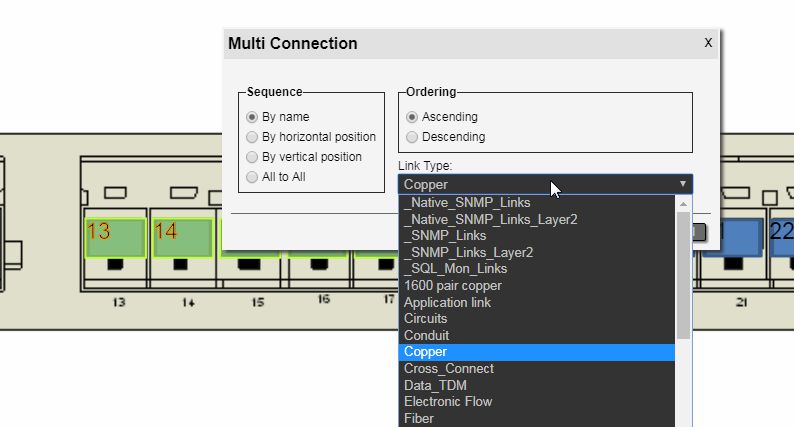 Multi Connection
X
Sequence
By name
By horizontal position
By vertical position
All to All
Ordering
Ascending
Descending
Link Type:
Copper
_Native_SNMP_Links
_Native_SNMP_Links_Layer2
_SNMP_Links
_SNMP_Links_Layer2
_SQL_Mon_Links
1600 pair copper
Application link
Circuits
Conduit
Copper
Cross_Connect
Data_TDM
Electronic Flow
Fiber
13
14
22
13
14
15
16
17
21